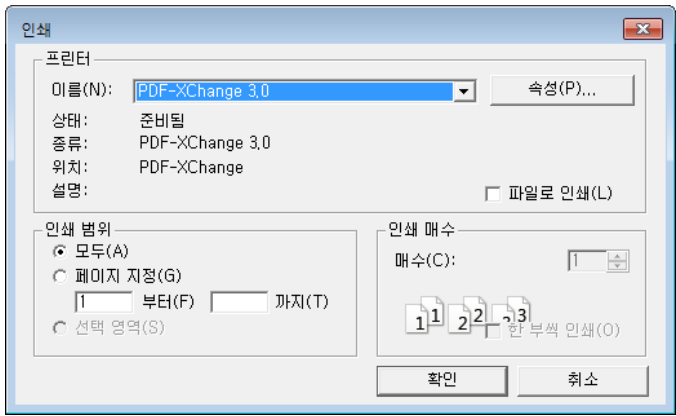 인쇄
프린터
이름(N): PDF-XChange 3,0 속성(P)...
상태: 준비됨
종류: PDF-XChange 3,0
위치: PDF-XChange
설명: 파일로 인쇄(L)
인쇄 범위
모두(A)
페이지 지정(G)
1 부터(F) 까지(T)
선택 영역(S)
인쇄 매수
매수(C): 1
1 1 2 2 3 3
한 부씩 인쇄(O)
확인 취소